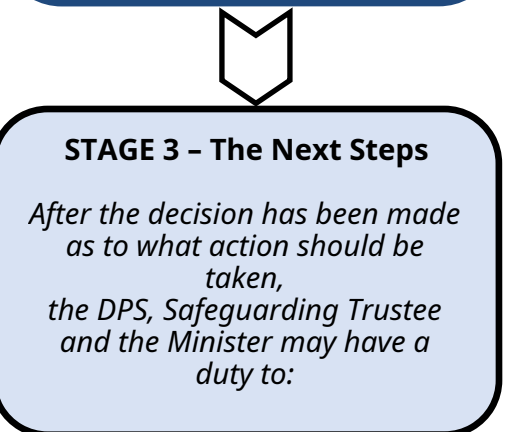 STAGE 3 – The Next Steps
After the decision has been made
as to what action should be
taken,
the DPS, Safeguarding Trustee
and the Minister may have a
duty to: